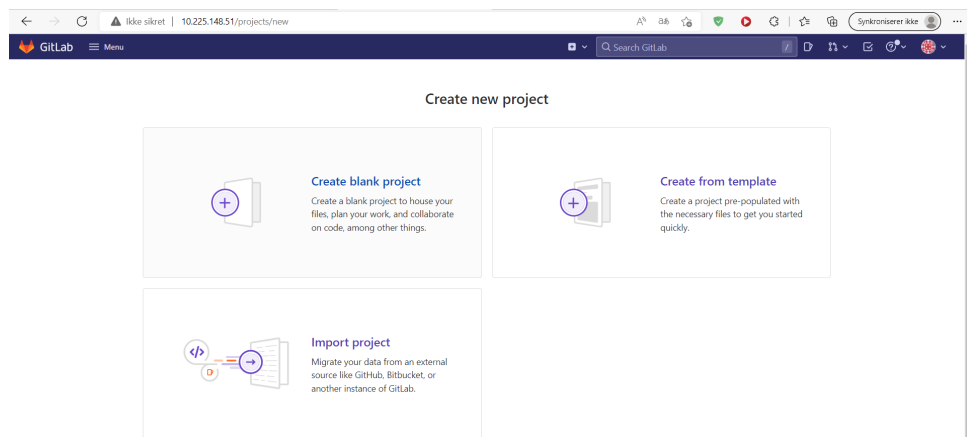 Ikke sikret | 10.225.148.51/projects/new
Synkroniserer ikke
GitLab Menu
Search GitLab /
Create new project
Create blank project
Create a blank project to house your
files, plan your work, and collaborate
on code, among other things.
Create from template
Create a project pre-populated with
the necessary files to get you started
quickly.
Import project
Migrate your data from an external
source like GitHub, Bitbucket, or
another instance of GitLab.